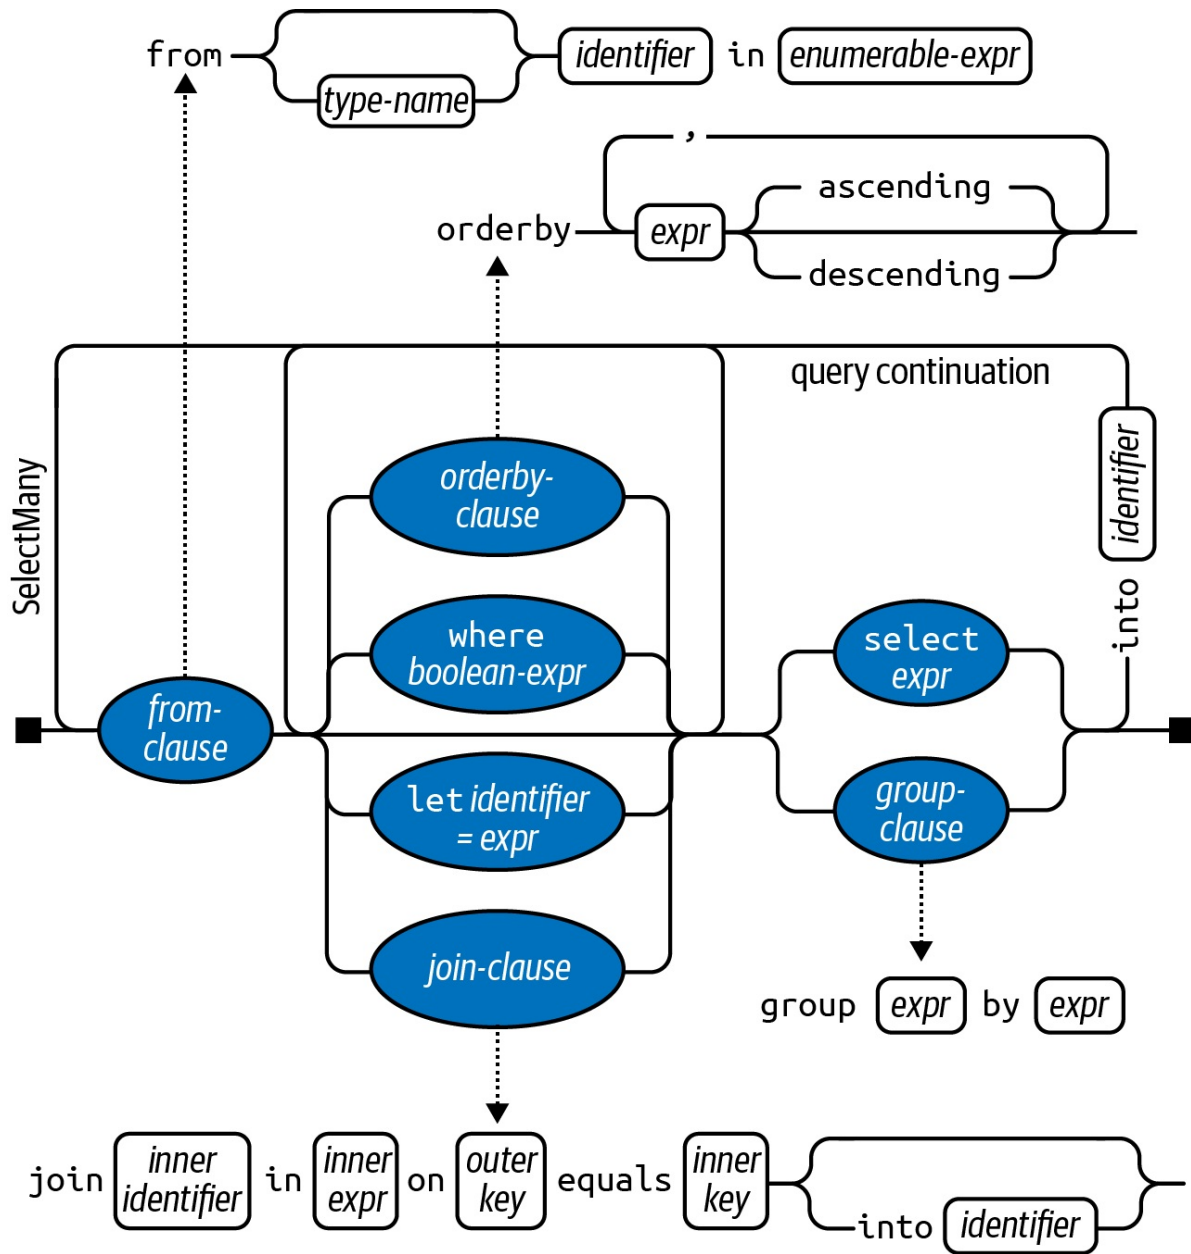 from type-name identifier in enumerable-expr
,
ascending
orderby expr
descending
query continuation
SelectMany
identifier
into
orderby-
clause
where
boolean-expr
select
expr
from-
clause
let identifier
= expr
group-
clause
join-clause
group expr by expr
join inner identifier in inner expr on outer key equals inner key
into identifier